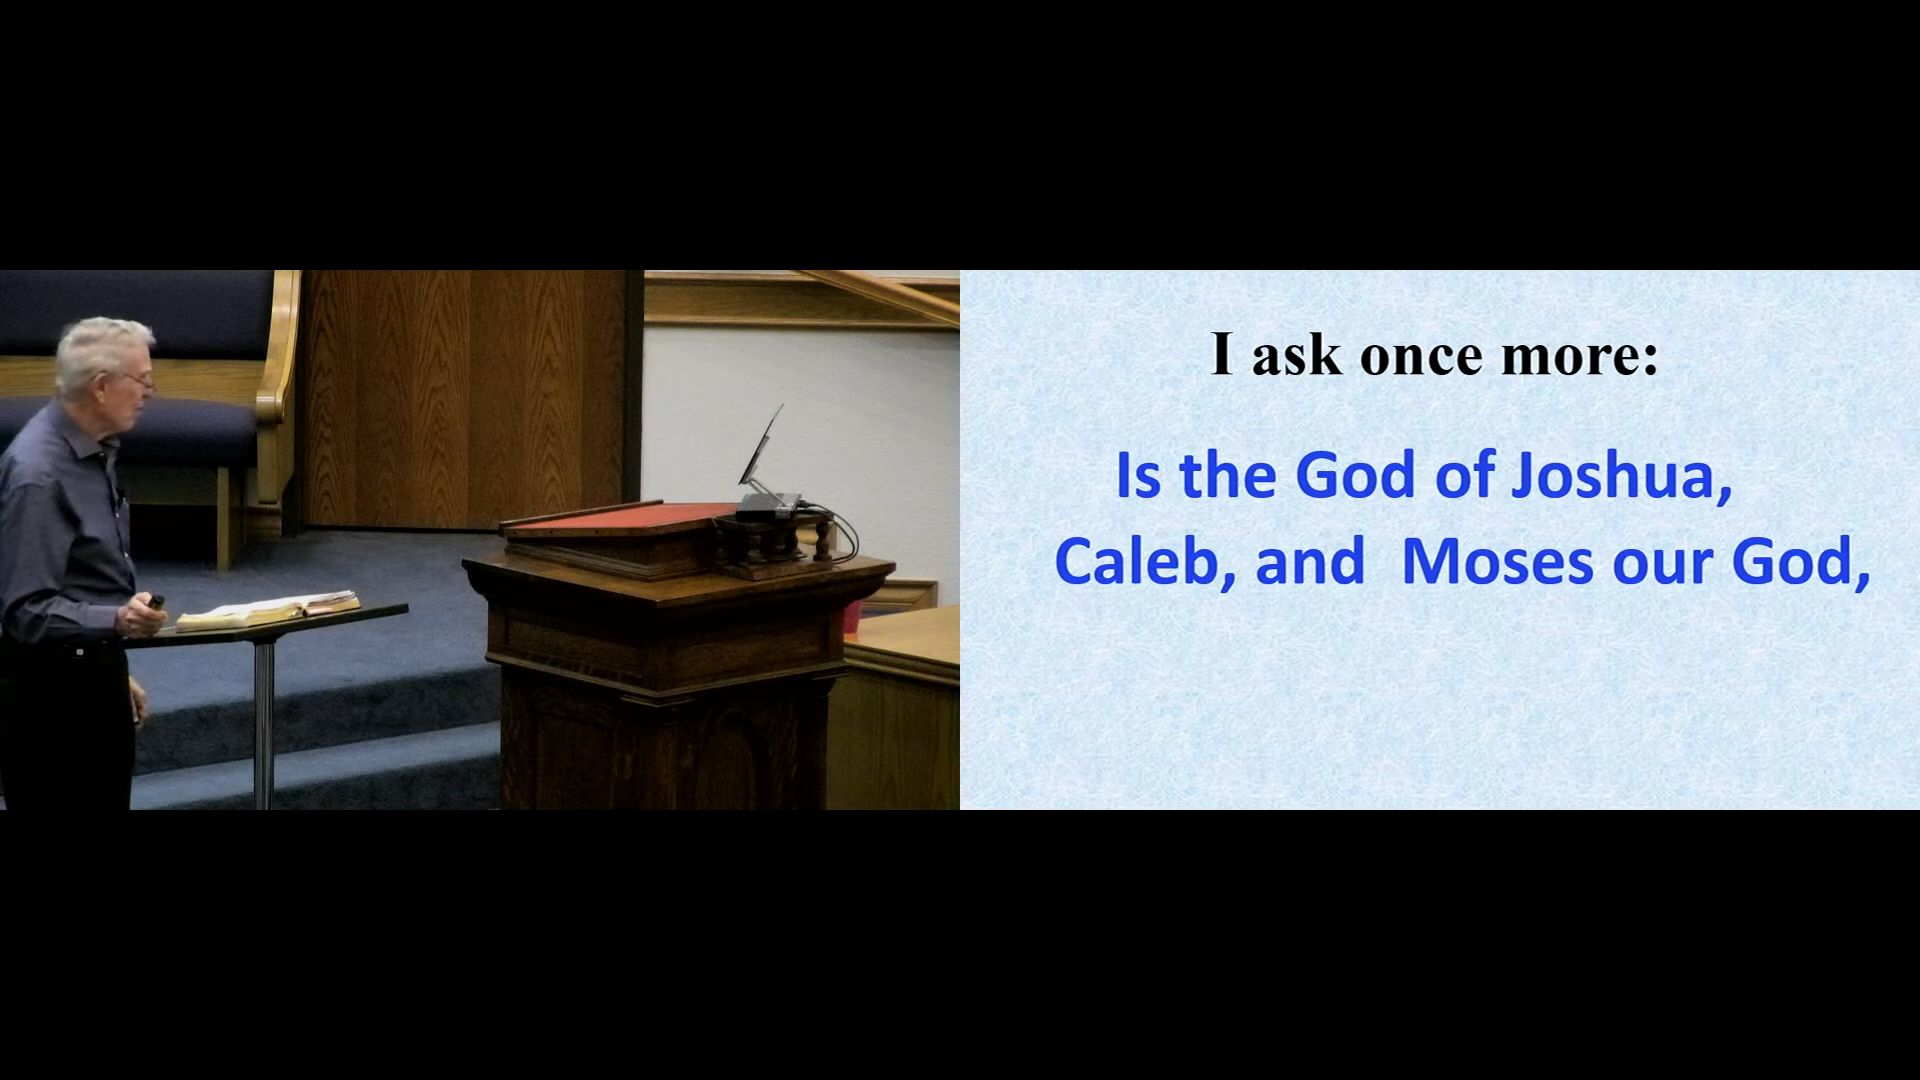 I ask once more:
Is the God of Joshua,
Caleb, and  Moses our God,